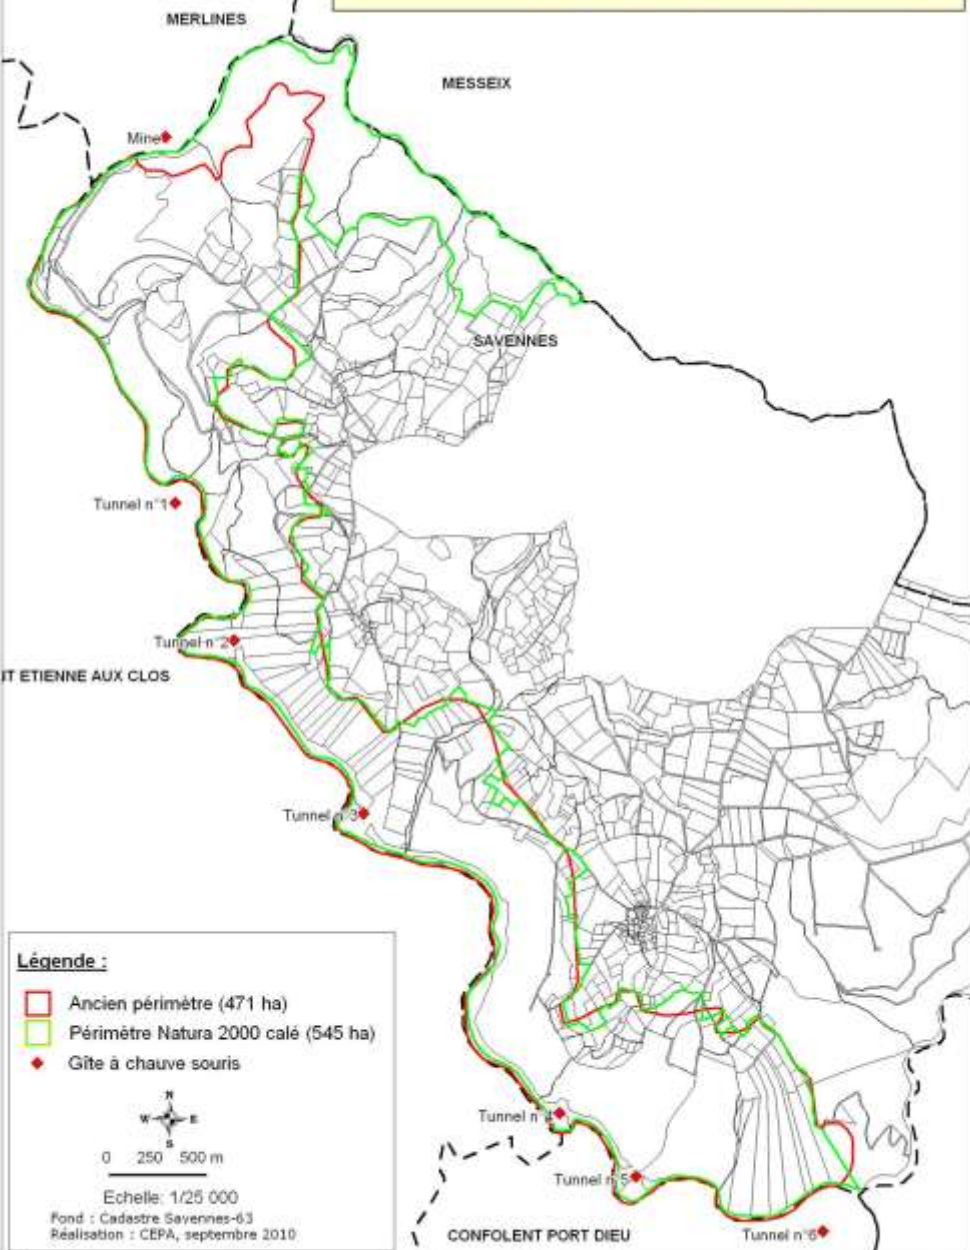 MERLINES
MESSEIX
Mine
SAVENNES
Tunnel n°1
Tunnel n°2
IT ETIENNE AUX CLOS
Tunnel n°3
Légende :
Ancien périmètre (471 ha)
Périmètre Natura 2000 calé (545 ha)
Gîte à chauve souris
N
W E
S
0 250 500 m
Echelle: 1/25 000
Fond : Cadastre Savennes-63
Réalisation : CEPA, septembre 2010
Tunnel n°4
Tunnel n°5
CONFOLENT PORT DIEU
Tunnel n°6